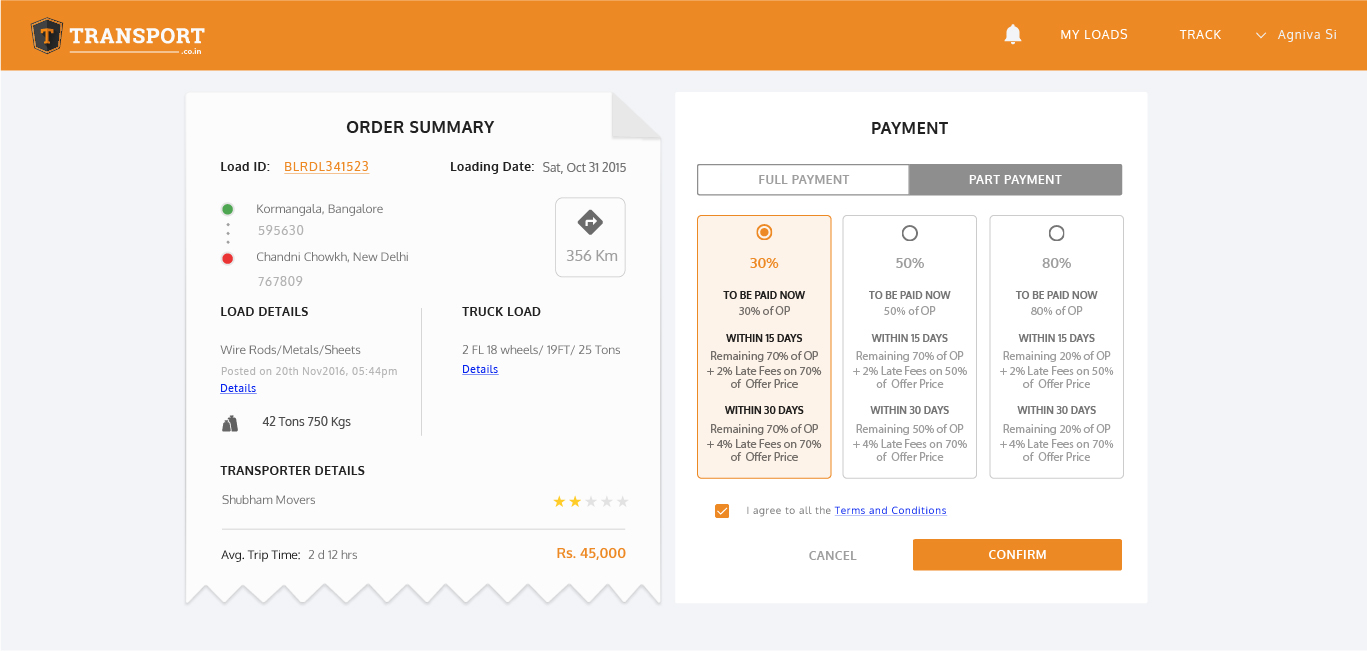 T TRANSPORT
.co.in
MY LOADS
TRACK
Agniva Si
ORDER SUMMARY
Load ID: BLRDL341523
Loading Date: Sat, Oct 31 2015
Kormangala, Bangalore
595630
Chandni Chowkh, New Delhi
767809
356 Km
LOAD DETAILS
Wire Rods/Metals/Sheets
Posted on 20th Nov2016, 05:44pm
Details
42 Tons 750 Kgs
TRUCK LOAD
2 FL 18 wheels/ 19FT/ 25 Tons
Details
TRANSPORTER DETAILS
Shubham Movers
Avg. Trip Time: 2 d 12 hrs
Rs. 45,000
PAYMENT
FULL PAYMENT
PART PAYMENT
30%
TO BE PAID NOW
30% of OP
WITHIN 15 DAYS
Remaining 70% of OP
+ 2% Late Fees on 70%
of Offer Price
WITHIN 30 DAYS
Remaining 70% of OP
+ 4% Late Fees on 70%
of Offer Price
50%
TO BE PAID NOW
50% of OP
WITHIN 15 DAYS
Remaining 70% of OP
+ 2% Late Fees on 50%
of Offer Price
WITHIN 30 DAYS
Remaining 50% of OP
+ 4% Late Fees on 70%
of Offer Price
80%
TO BE PAID NOW
80% of OP
WITHIN 15 DAYS
Remaining 20% of OP
+ 2% Late Fees on 50%
of Offer Price
WITHIN 30 DAYS
Remaining 20% of OP
+ 4% Late Fees on 70%
of Offer Price
I agree to all the Terms and Conditions
CANCEL
CONFIRM